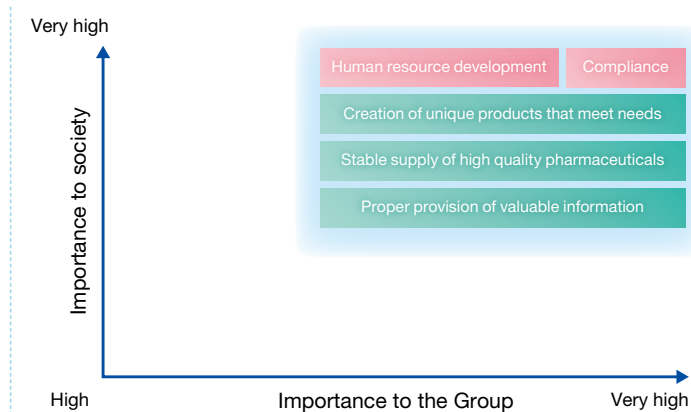 Very high
Human resource development
Compliance
Creation of unique products that meet needs
Stable supply of high quality pharmaceuticals
Proper provision of valuable information
Importance to society
High
Importance to the Group
Very high